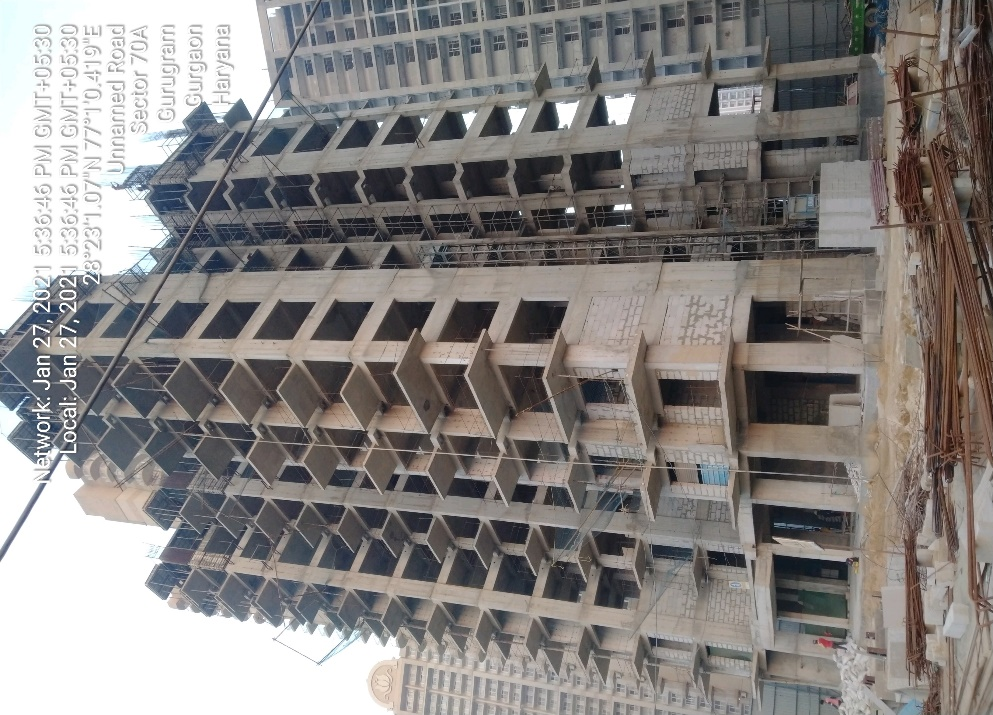 Network: Jan 27, 2021 5:36:46 PM GMT+05:30
Local: Jan 27, 2021 5:36:46 PM GMT+05:30
28°23'1.07"N 77°1'0.419"E
Unnamed Road
Sector 70A
Gurugram
Gurgaon
Haryana